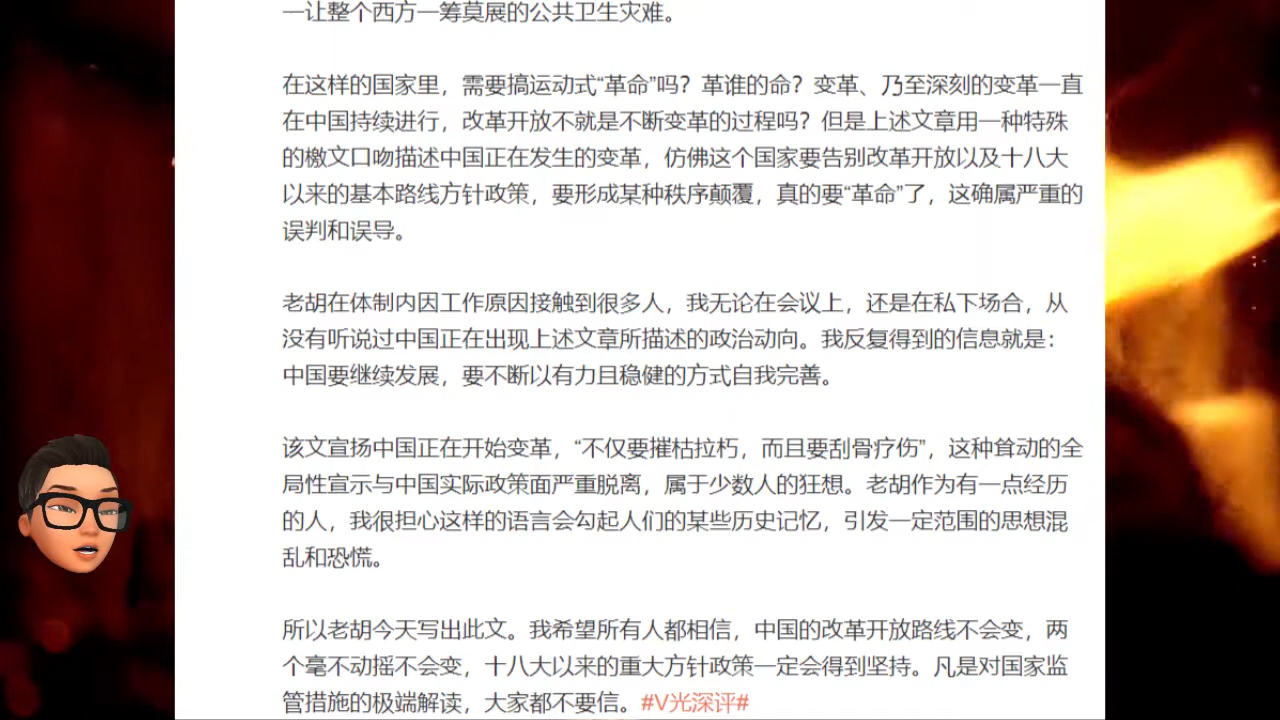 一让整个西方一筹莫展的公共卫生灾难。
在这样的国家里，需要搞运动式“革命”吗？革谁的命？变革、乃至深刻的变革一直
在中国持续进行，改革开放不就是不断变革的过程吗？但是上述文章用一种特殊
的檄文口吻描述中国正在发生的变革，仿佛这个国家要告别改革开放以及十八大
以来的基本路线方针政策，要形成某种秩序颠覆，真的要“革命”了，这确属严重的
误判和误导。
老胡在体制内因工作原因接触到很多人，我无论在会议上，还是在私下场合，从
没有听说过中国正在出现上述文章所描述的政治动向。我反复得到的信息就是：
中国要继续发展，要不断以有力且稳健的方式自我完善。
该文宣扬中国正在开始变革，“不仅要摧枯拉朽，而且要刮骨疗伤”，这种耸动的全
局性宣示与中国实际政策面严重脱离，属于少数人的狂想。老胡作为有一点经历
的人，我很担心这样的语言会勾起人们的某些历史记忆，引发一定范围的思想混
乱和恐慌。
所以老胡今天写出此文。我希望所有人都相信，中国的改革开放路线不会变，两
个毫不动摇不会变，十八大以来的重大方针政策一定会得到坚持。凡是对国家监
管措施的极端解读，大家都不要信。#V光深评#